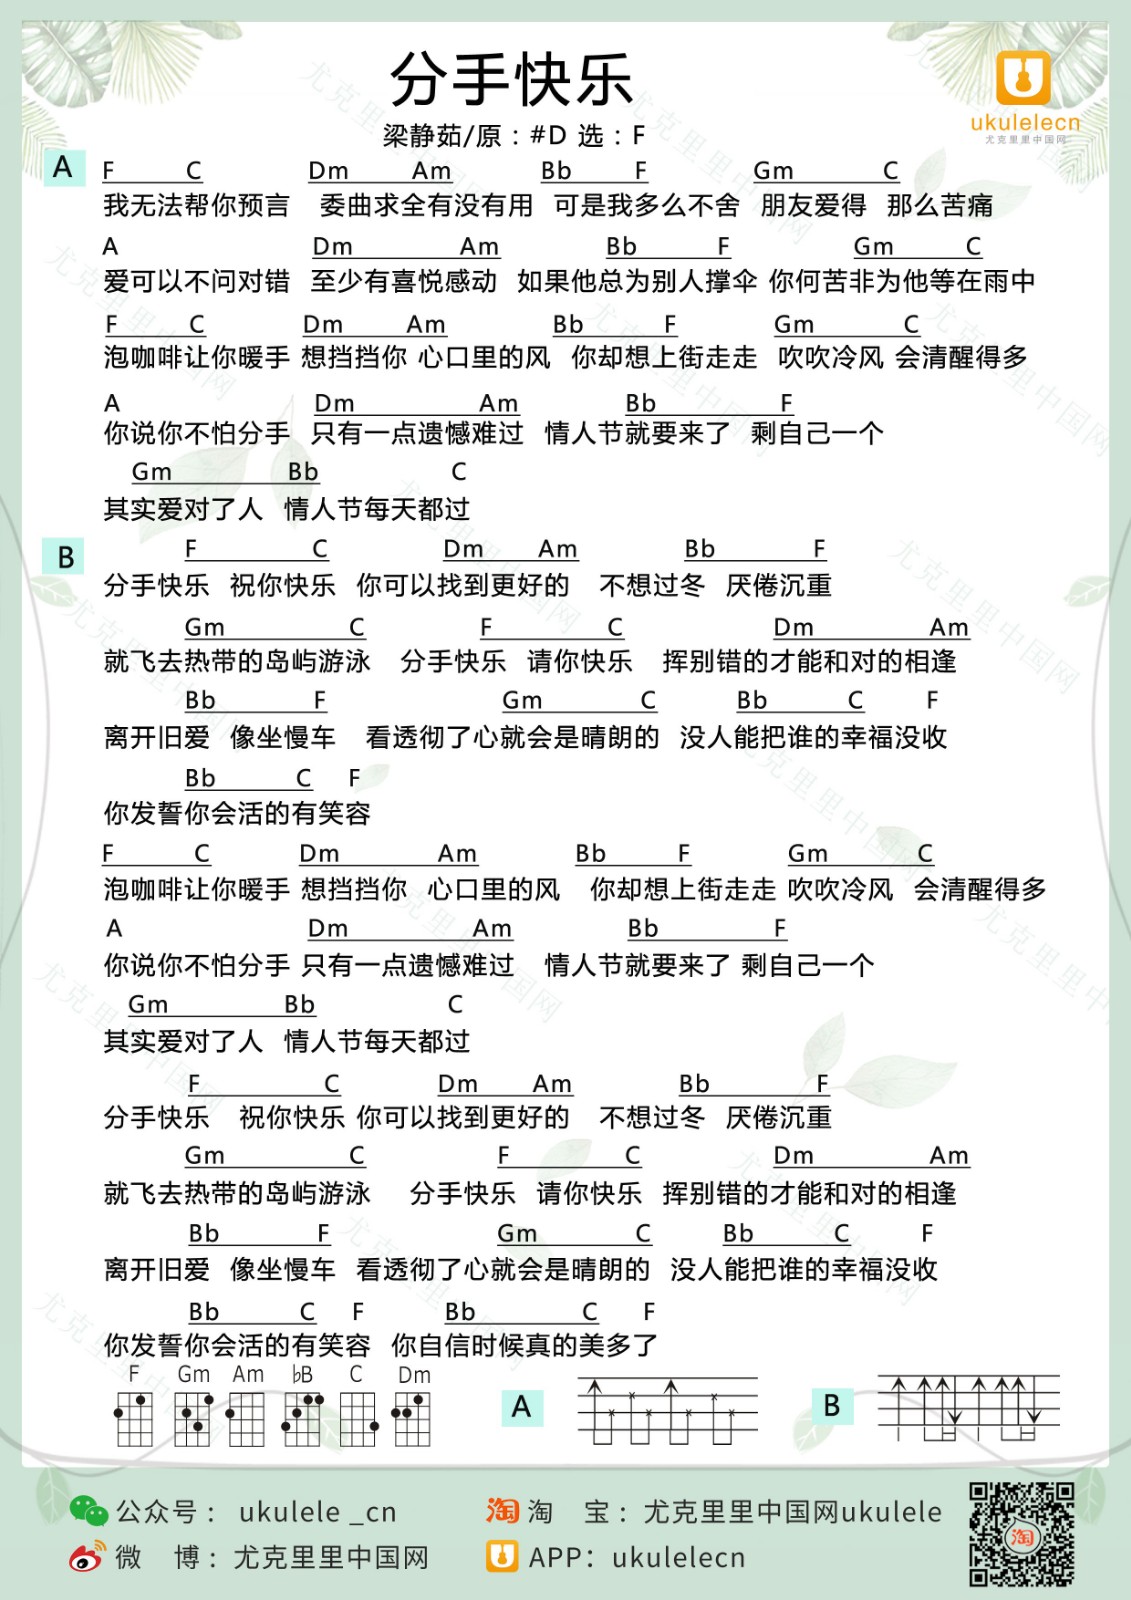 分手快乐
梁静茹/原：#D 选：F
ukulelecn
尤克里里中国网
A
F C Dm Am Bb F Gm C
我无法帮你预言 委曲求全有没有用 可是我多么不舍 朋友爱得 那么苦痛
A Dm Am Bb F Gm C
爱可以不问对错 至少有喜悦感动 如果他总为别人撑伞 你何苦非为他等在雨中
F C Dm Am Bb F Gm C
泡咖啡让你暖手 想挡挡你 心口里的风 你却想上街走走 吹吹冷风 会清醒得多
A Dm Am Bb F
你说你不怕分手 只有一点遗憾难过 情人节就要来了 剩自己一个
Gm Bb C
其实爱对了人 情人节每天都过
B
F C Dm Am Bb F
分手快乐 祝你快乐 你可以找到更好的 不想过冬 厌倦沉重
Gm C F C Dm Am
就飞去热带的岛屿游泳 分手快乐 请你快乐 挥别错的才能和对的相逢
Bb F Gm C Bb C F
离开旧爱 像坐慢车 看透彻了心就会是晴朗的 没人能把谁的幸福没收
Bb C F
你发誓你会活的有笑容
F C Dm Am Bb F Gm C
泡咖啡让你暖手 想挡挡你 心口里的风 你却想上街走走 吹吹冷风 会清醒得多
A Dm Am Bb F
你说你不怕分手 只有一点遗憾难过 情人节就要来了 剩自己一个
Gm Bb C
其实爱对了人 情人节每天都过
F C Dm Am Bb F
分手快乐 祝你快乐 你可以找到更好的 不想过冬 厌倦沉重
Gm C F C Dm Am
就飞去热带的岛屿游泳 分手快乐 请你快乐 挥别错的才能和对的相逢
Bb F Gm C Bb C F
离开旧爱 像坐慢车 看透彻了心就会是晴朗的 没人能把谁的幸福没收
Bb C F Bb C F
你发誓你会活的有笑容 你自信时候真的美多了
F Gm Am ♭B C Dm
A
B
公众号： ukulele _cn
淘 淘 宝：尤克里里中国网ukulele
微 博：尤克里里中国网
APP：ukulelecn
淘